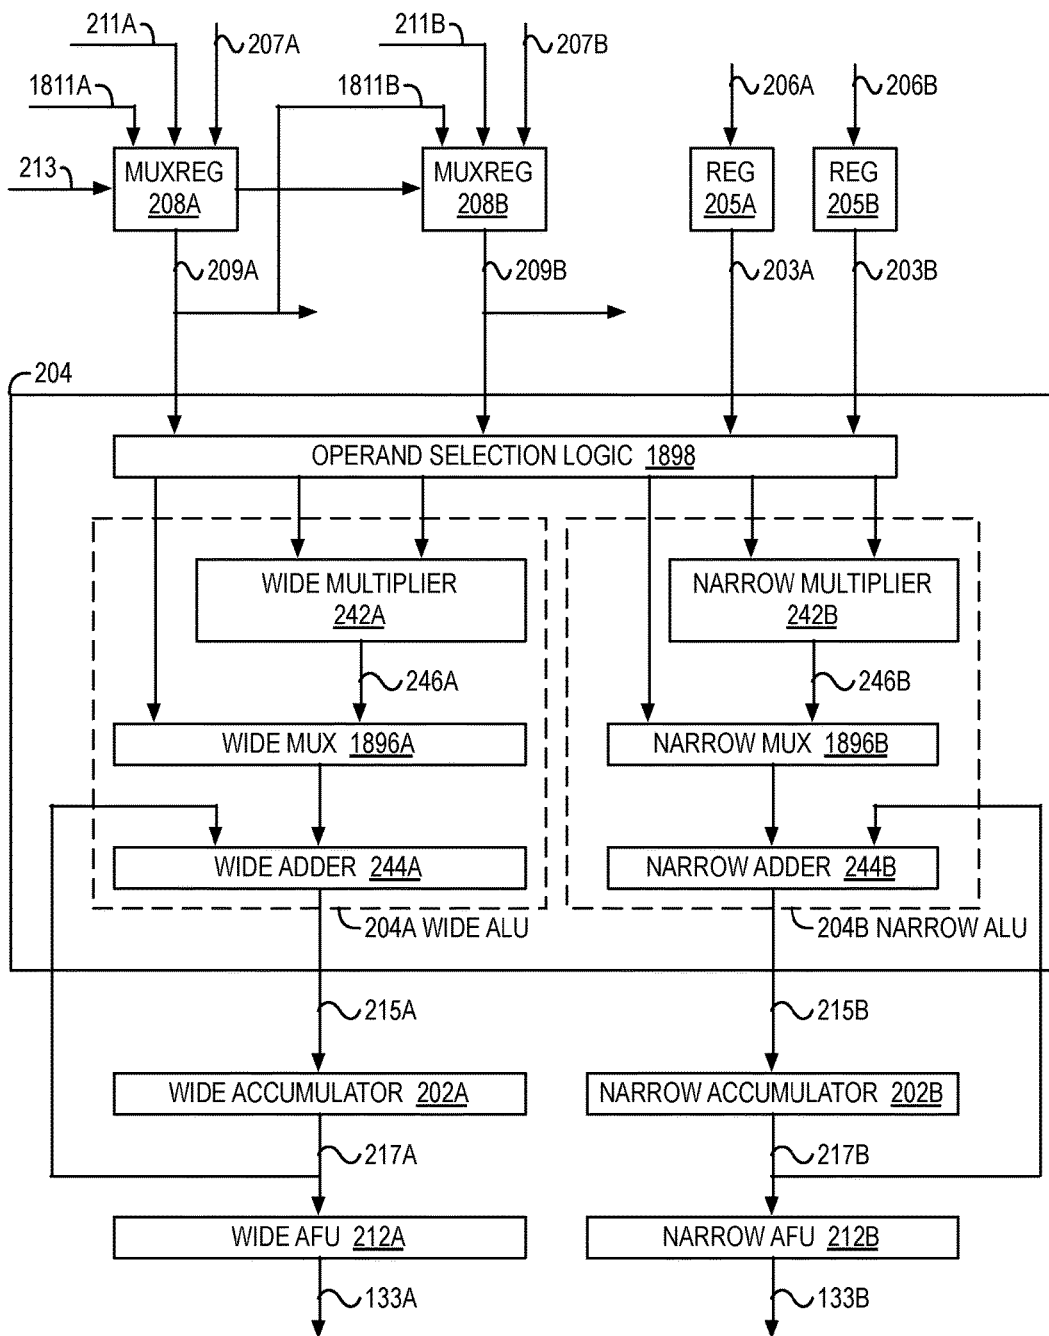 211A
207A
211B
207B
1811A
1811B
206A
206B
213
MUXREG
208A
MUXREG
208B
REG
205A
REG
205B
209A
209B
203A
203B
204
OPERAND SELECTION LOGIC 1898
WIDE MULTIPLIER
242A
NARROW MULTIPLIER
242B
246A
246B
WIDE MUX 1896A
NARROW MUX 1896B
WIDE ADDER 244A
NARROW ADDER 244B
204A WIDE ALU
204B NARROW ALU
215A
215B
WIDE ACCUMULATOR 202A
NARROW ACCUMULATOR 202B
217A
217B
WIDE AFU 212A
NARROW AFU 212B
133A
133B